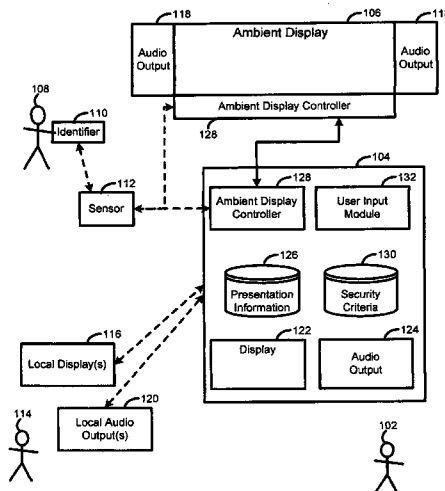 118
106
118
Ambient Display
Audio
Output
Audio
Output
108
110
Identifier
Ambient Display Controller
128
112
Sensor
104
128
132
Ambient Display
Controller
User Input
Module
126
130
Presentation
Information
Security
Criteria
116
Local Display(s)
122
124
Display
Audio
Output
120
Local Audio
Output(s)
114
102